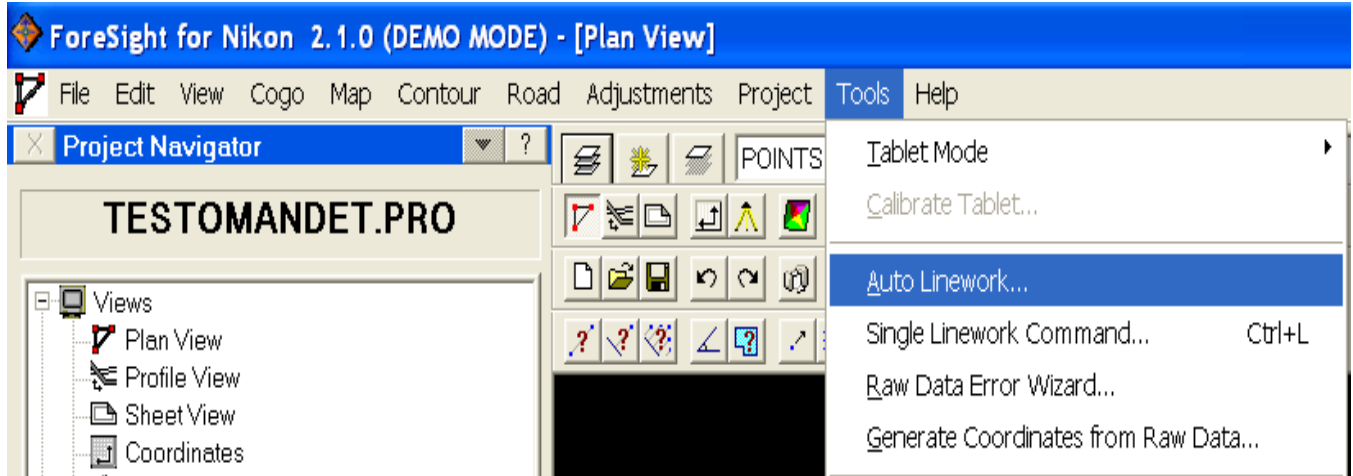 ForeSight for Nikon 2.1.0 (DEMO MODE) - [Plan View]
File Edit View Cogo Map Contour Road Adjustments Project Tools Help
Project Navigator ?
POINTS
TESTOMANDET.PRO
Views
Plan View
Profile View
Sheet View
Coordinates
Tablet Mode
Calibrate Tablet...
Auto Linework...
Single Linework Command... Ctrl+L
Raw Data Error Wizard...
Generate Coordinates from Raw Data...